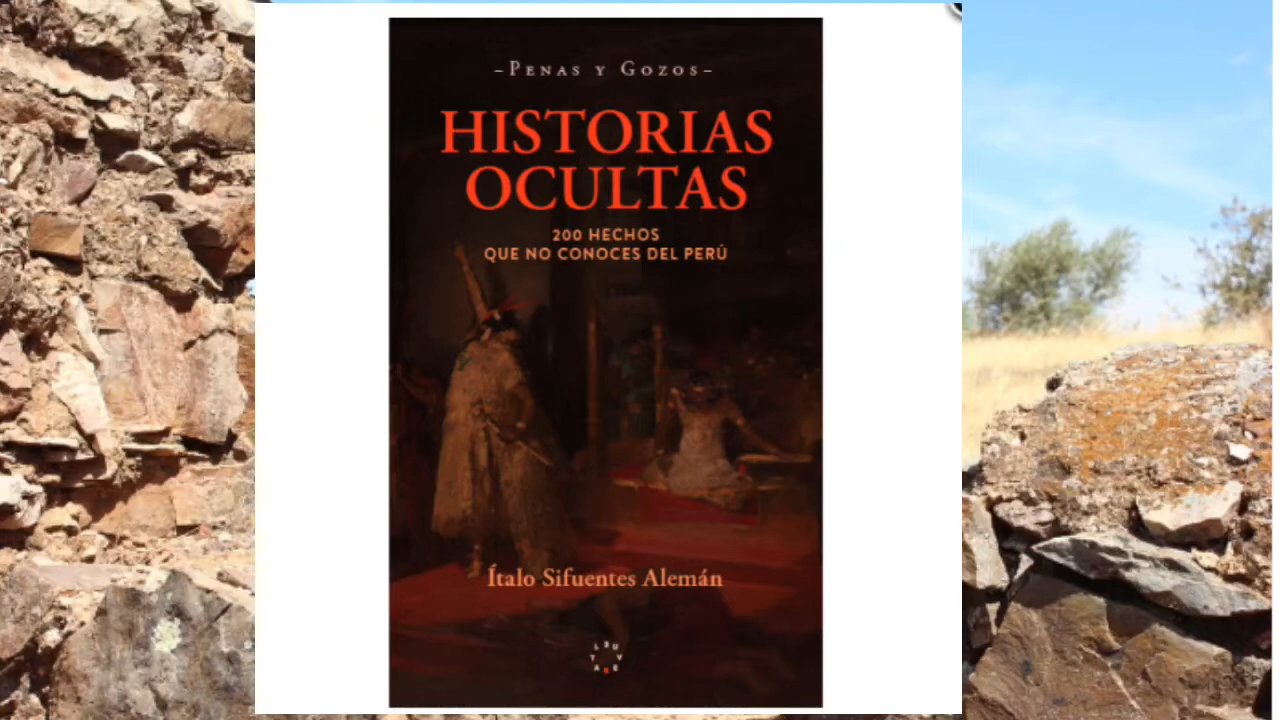 –Penas y Gozos–
HISTORIAS
OCULTAS
200 HECHOS
QUE NO CONOCES DEL PERÚ
Ítalo Sifuentes Alemán